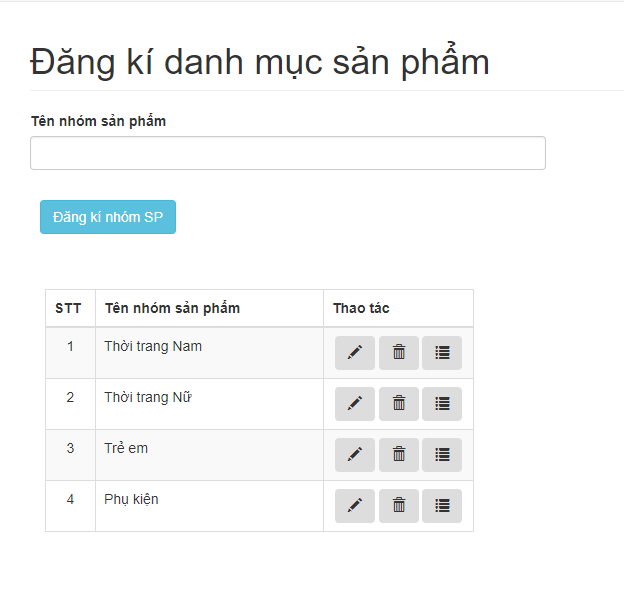 Đăng kí danh mục sản phẩm
Tên nhóm sản phẩm
Đăng kí nhóm SP
STT Tên nhóm sản phẩm Thao tác
1 Thời trang Nam
2 Thời trang Nữ
3 Trẻ em
4 Phụ kiện